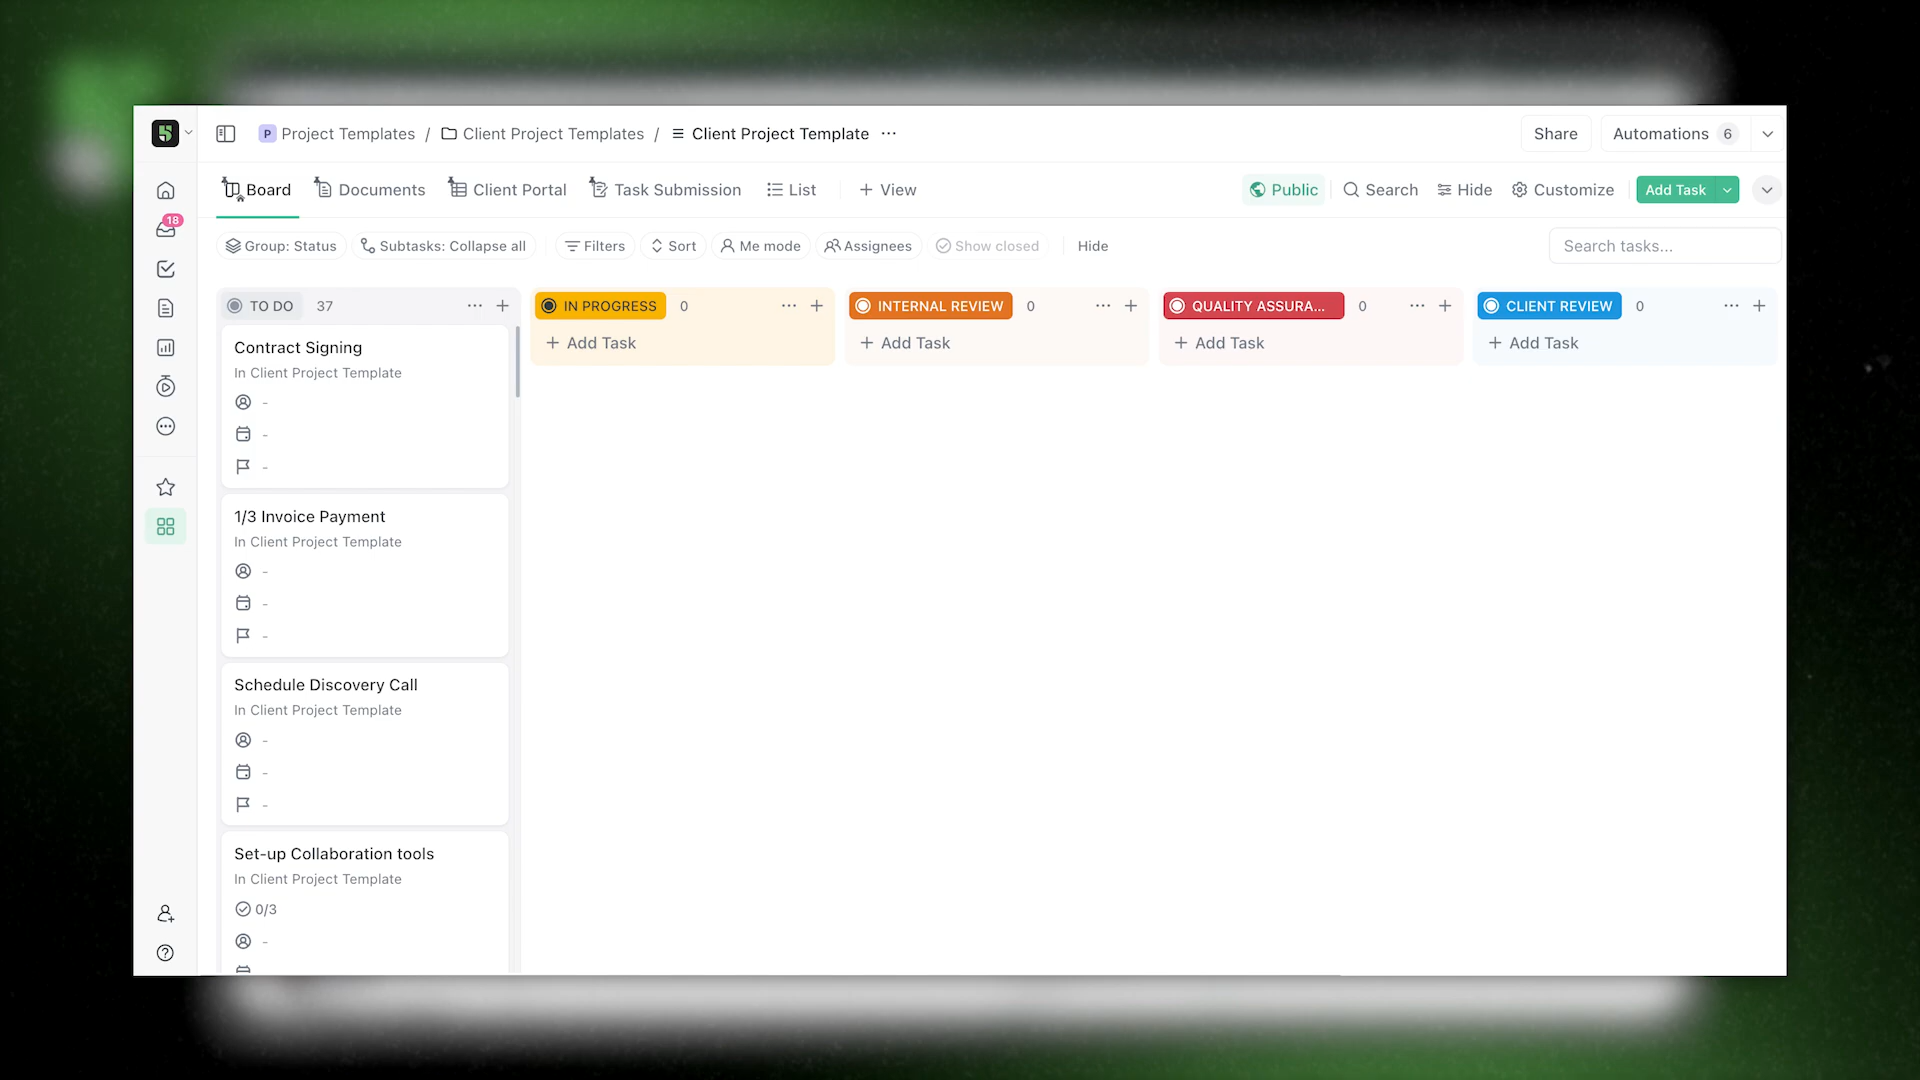 P Project Templates / Client Project Templates / Client Project Template ...
Share
Automations 6
Board
Documents
Client Portal
Task Submission
List
+ View
Public
Search
Hide
Customize
Add Task
18
Group: Status
Subtasks: Collapse all
Filters
Sort
Me mode
Assignees
Show closed
Hide
Search tasks...
TO DO 37
IN PROGRESS 0
INTERNAL REVIEW 0
QUALITY ASSURA... 0
CLIENT REVIEW 0
+ Add Task
+ Add Task
+ Add Task
+ Add Task
Contract Signing
In Client Project Template
-
-
-
1/3 Invoice Payment
In Client Project Template
-
-
-
Schedule Discovery Call
In Client Project Template
-
-
-
Set-up Collaboration tools
In Client Project Template
0/3
-